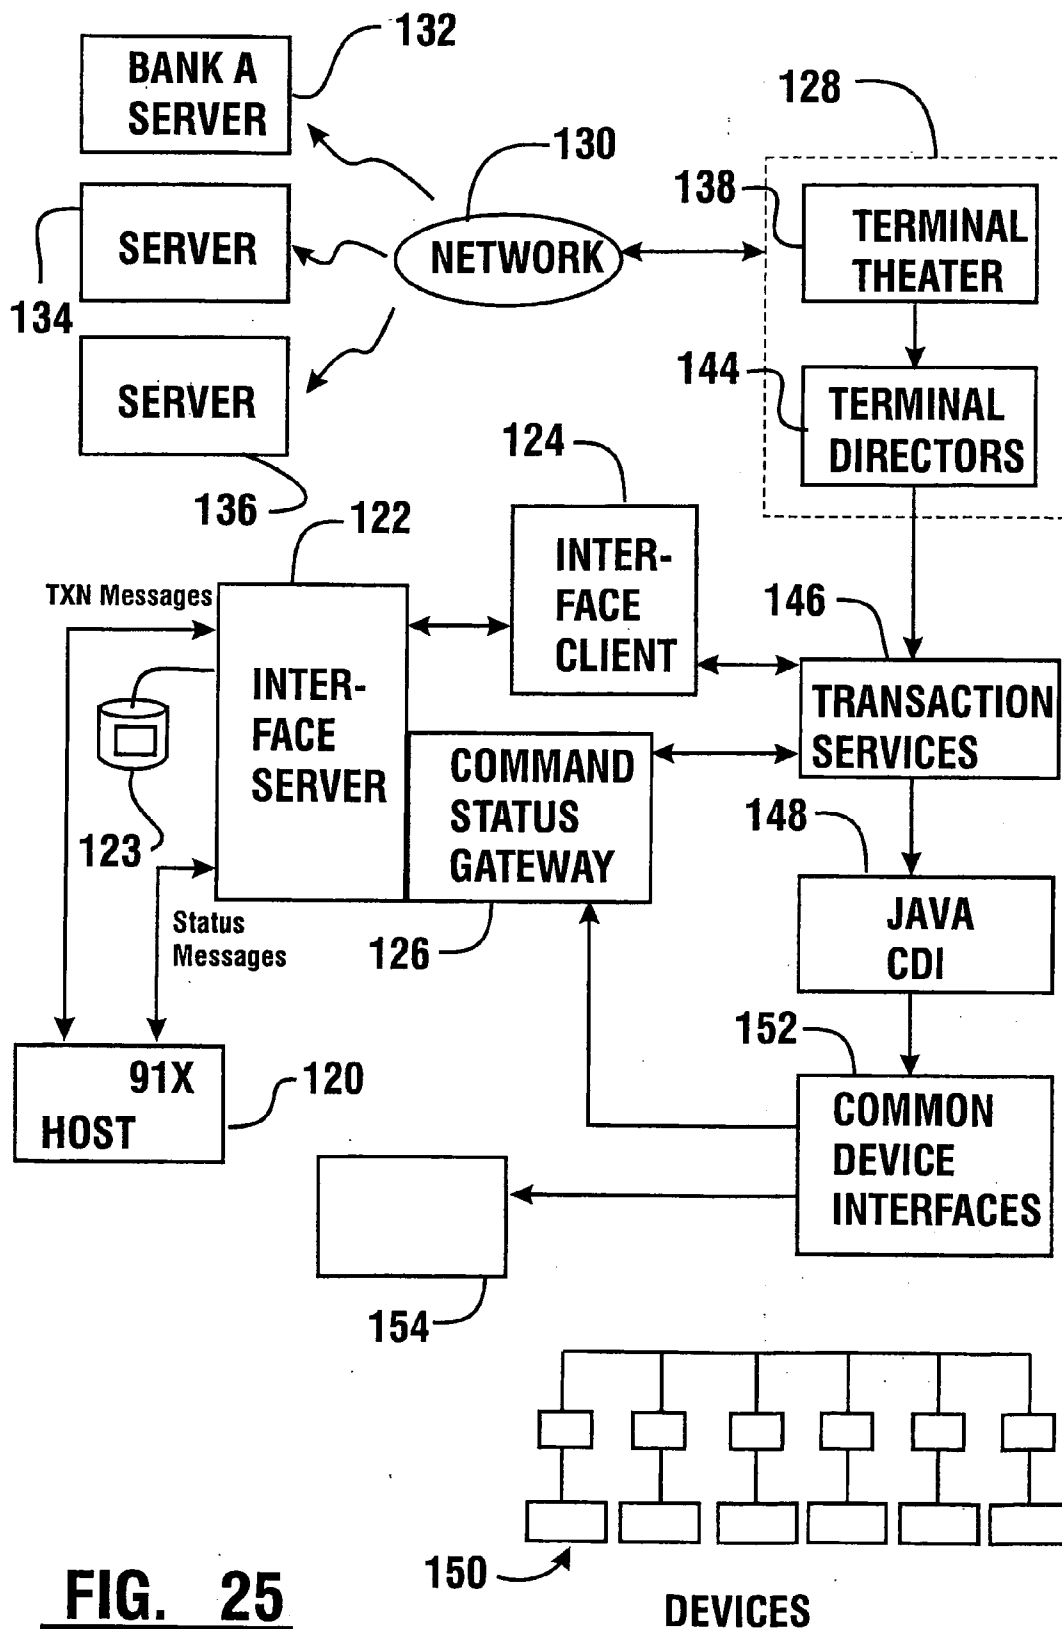 132
BANK A
SERVER
128
130
138
TERMINAL
THEATER
SERVER
NETWORK
134
144
TERMINAL
DIRECTORS
SERVER
124
136
122
INTER-
FACE
CLIENT
TXN Messages
146
INTER-
FACE
SERVER
TRANSACTION
SERVICES
COMMAND
STATUS
GATEWAY
148
123
JAVA
CDI
Status
Messages
126
152
91X
HOST
120
COMMON
DEVICE
INTERFACES
154
150
DEVICES
FIG. 25